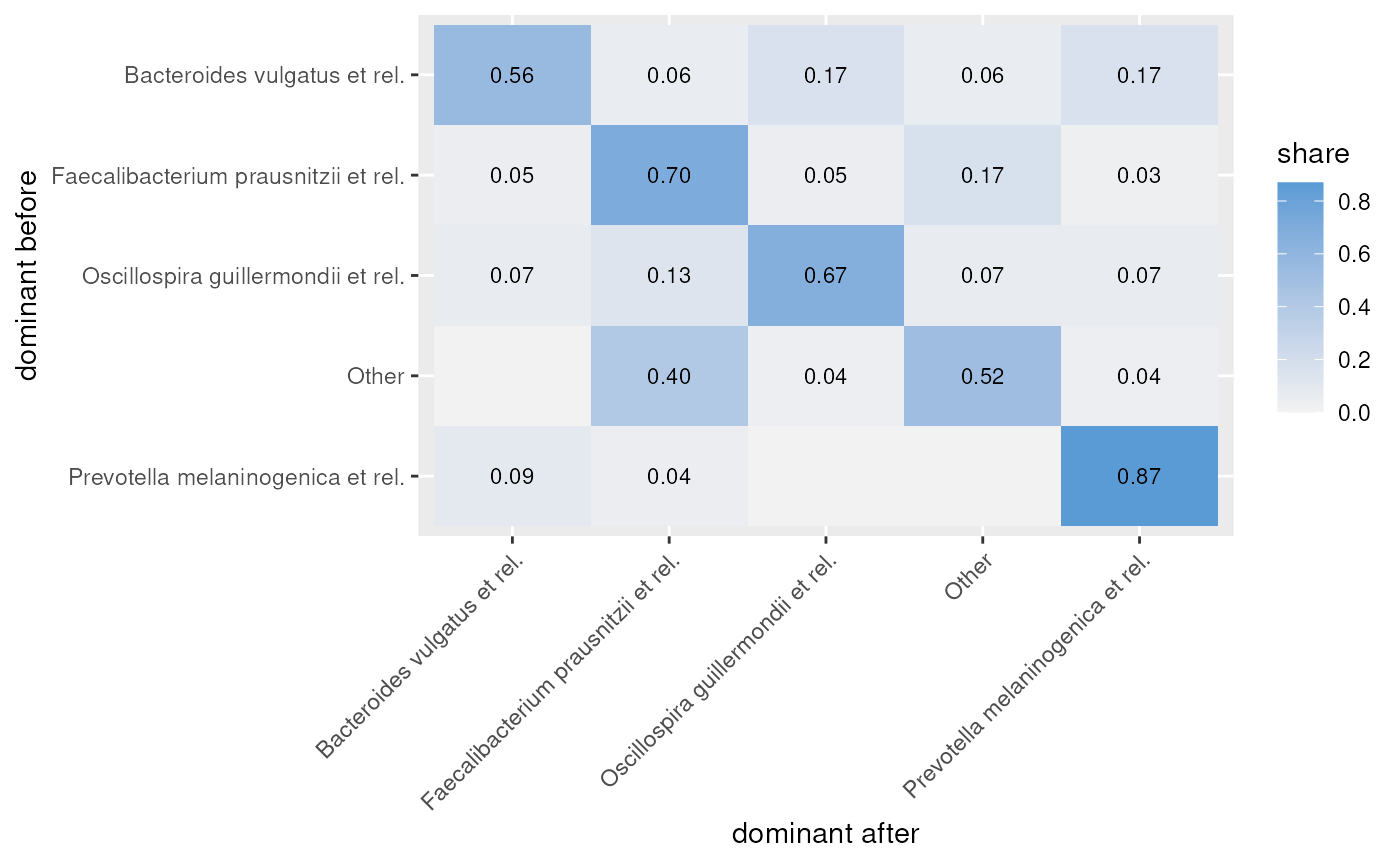 dominant before
Bacteroides vulgatus et rel. 0.56 0.06 0.17 0.06 0.17
Faecalibacterium prausnitzii et rel. 0.05 0.70 0.05 0.17 0.03
Oscillospira guillermondii et rel. 0.07 0.13 0.67 0.07 0.07
Other 0.40 0.04 0.52 0.04
Prevotella melaninogenica et rel. 0.09 0.04 0.87
Bacteroides vulgatus et rel.
Faecalibacterium prausnitzii et rel.
Oscillospira guillermondii et rel.
Other
Prevotella melaninogenica et rel.
dominant after
share
0.8
0.6
0.4
0.2
0.0